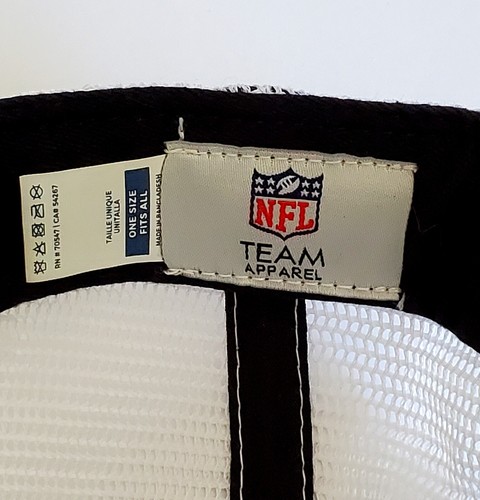 NFL
TEAM
APPAREL
MADE IN BANGLADESH
ONE SIZE
FITS ALL
TAILLE UNIQUE
UNITALLA
RN # 70547 / CA# 54267